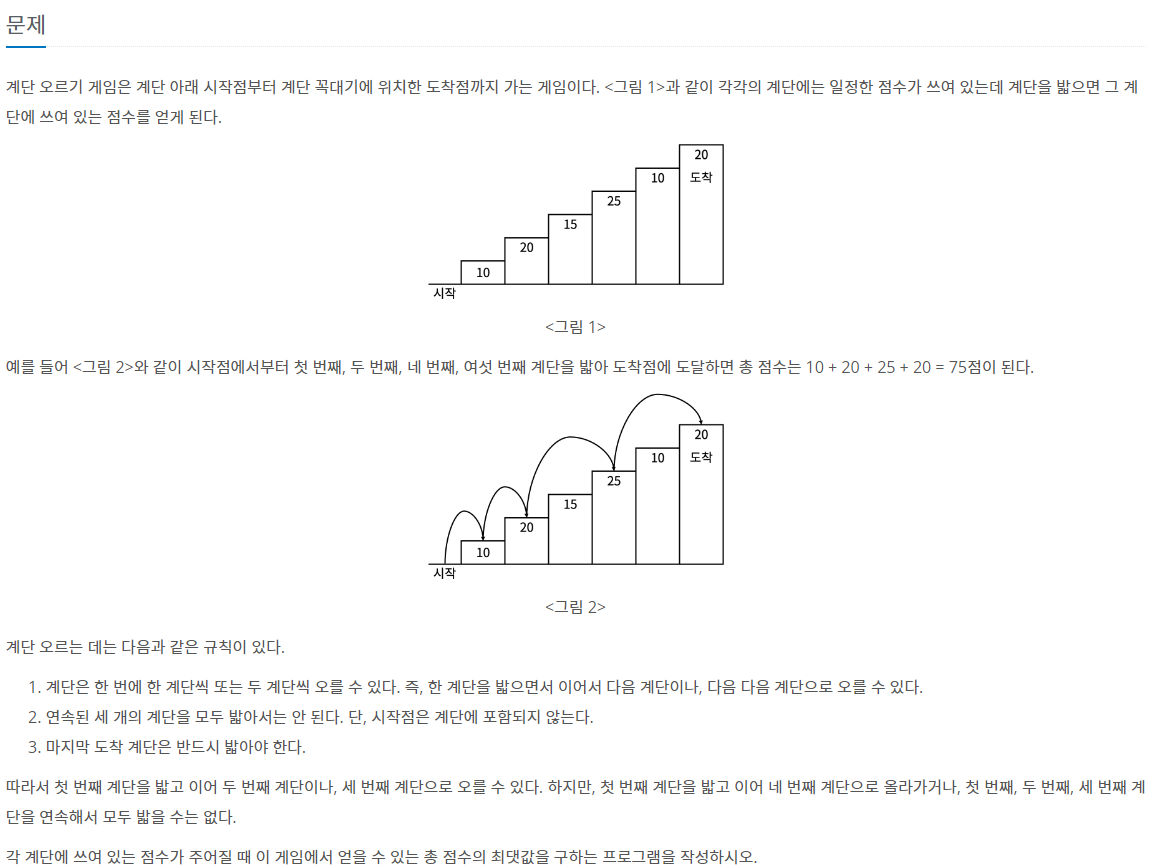 문제
계단 오르기 게임은 계단 아래 시작점부터 계단 꼭대기에 위치한 도착점까지 가는 게임이다. <그림 1>과 같이 각각의 계단에는 일정한 점수가 쓰여 있는데 계단을 밟으면 그 계
단에 쓰여 있는 점수를 얻게 된다.
20
도착
10
25
15
20
10
시작
<그림 1>
예를 들어 <그림 2>와 같이 시작점에서부터 첫 번째, 두 번째, 네 번째, 여섯 번째 계단을 밟아 도착점에 도달하면 총 점수는 10 + 20 + 25 + 20 = 75점이 된다.
20
도착
10
25
15
20
10
시작
<그림 2>
계단 오르는 데는 다음과 같은 규칙이 있다.
1. 계단은 한 번에 한 계단씩 또는 두 계단씩 오를 수 있다. 즉, 한 계단을 밟으면서 이어서 다음 계단이나, 다음 다음 계단으로 오를 수 있다.
2. 연속된 세 개의 계단을 모두 밟아서는 안 된다. 단, 시작점은 계단에 포함되지 않는다.
3. 마지막 도착 계단은 반드시 밟아야 한다.
따라서 첫 번째 계단을 밟고 이어 두 번째 계단이나, 세 번째 계단으로 오를 수 있다. 하지만, 첫 번째 계단을 밟고 이어 네 번째 계단으로 올라가거나, 첫 번째, 두 번째, 세 번째 계
단을 연속해서 모두 밟을 수는 없다.
각 계단에 쓰여 있는 점수가 주어질 때 이 게임에서 얻을 수 있는 총 점수의 최댓값을 구하는 프로그램을 작성하시오.